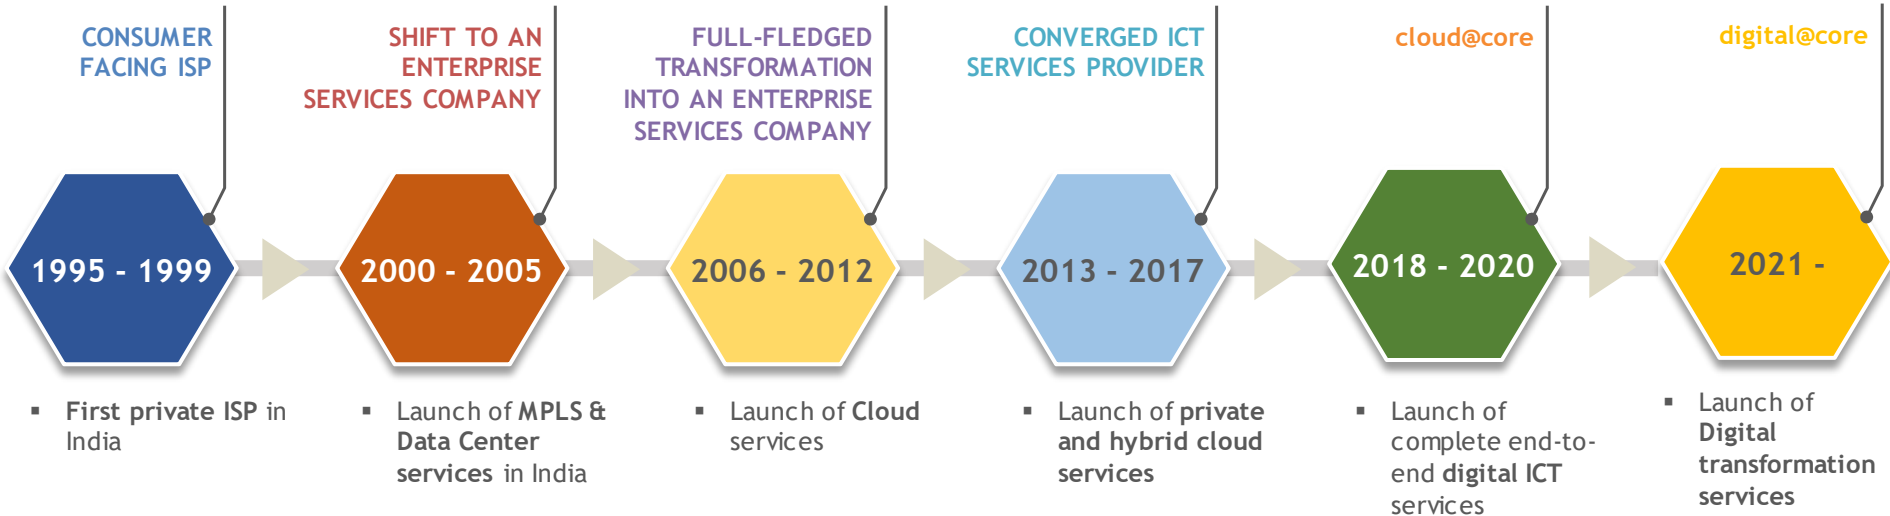 CONSUMER
FACING ISP
SHIFT TO AN
ENTERPRISE
SERVICES COMPANY
FULL-FLEDGED
TRANSFORMATION
INTO AN ENTERPRISE
SERVICES COMPANY
CONVERGED ICT
SERVICES PROVIDER
cloud@core
digital@core
1995 - 1999
2000 - 2005
2006 - 2012
2013 - 2017
2018 - 2020
2021 -
▪ First private ISP in
India
▪ Launch of MPLS &
Data Center
services in India
▪ Launch of Cloud
services
▪ Launch of private
and hybrid cloud
services
▪ Launch of
complete end-to-
end digital ICT
services
▪ Launch of
Digital
transformation
services